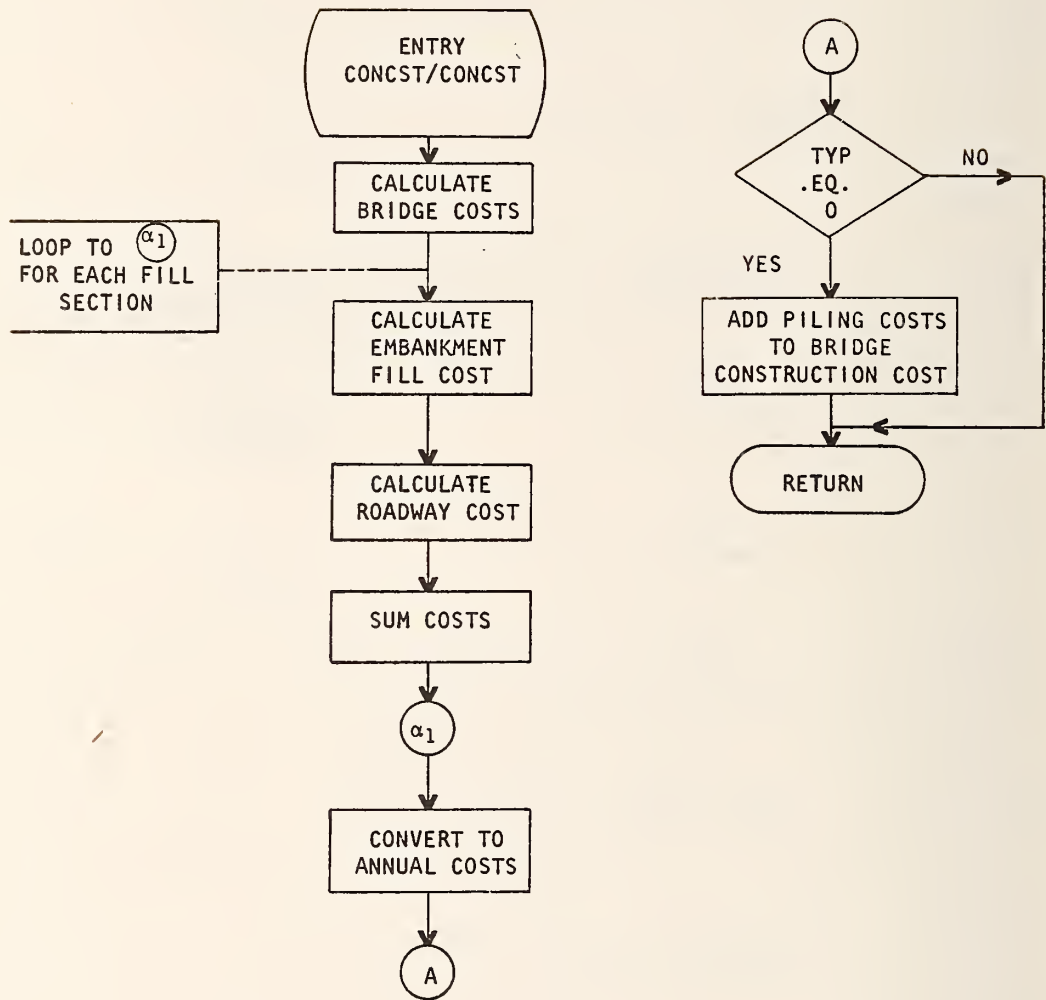 ENTRY
CONCST/CONCST
CALCULATE
BRIDGE COSTS
LOOP TO α1
FOR EACH FILL
SECTION
CALCULATE
EMBANKMENT
FILL COST
CALCULATE
ROADWAY COST
SUM COSTS
α1
CONVERT TO
ANNUAL COSTS
A
A
TYP
.EQ.
0
NO
YES
ADD PILING COSTS
TO BRIDGE
CONSTRUCTION COST
RETURN